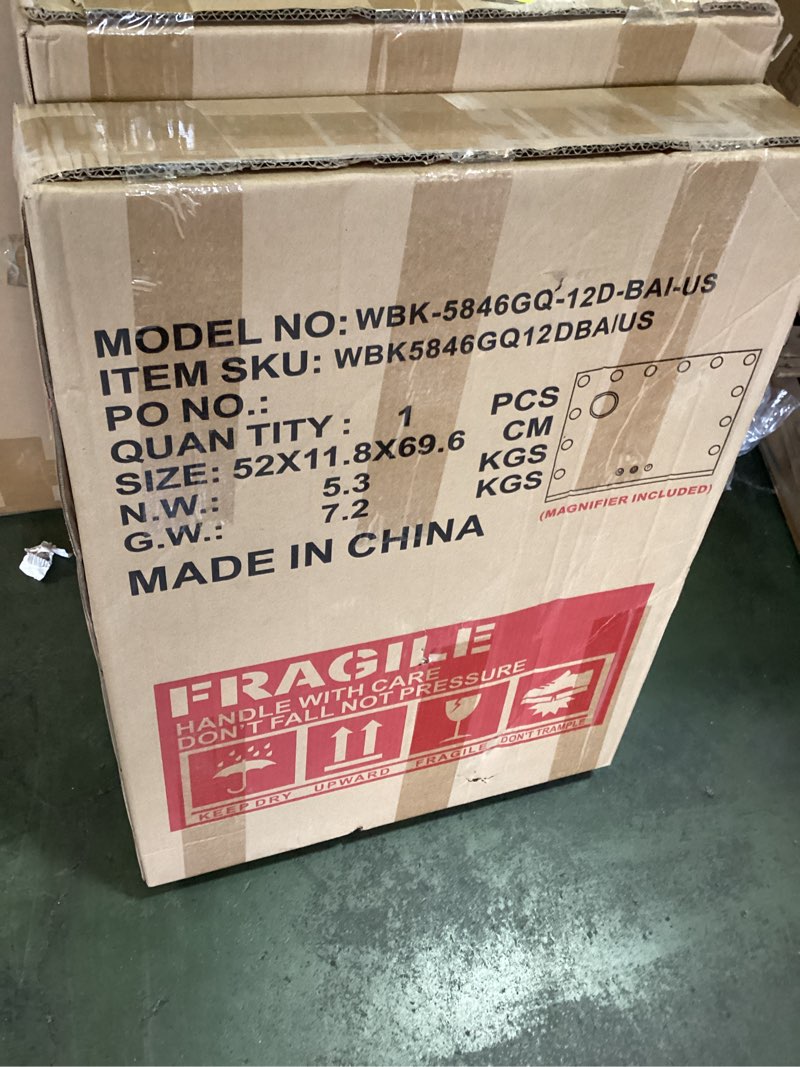 MODEL NO: WBK-5846GQ-12D-BAI-US
ITEM SKU: WBK5846GQ12DBAIUS
PO NO.:
QUAN TITY : 1 PCS
SIZE: 52X11.8X69.6 CM
N.W.: 5.3 KGS
G.W.: 7.2 KGS
MADE IN CHINA
(MAGNIFIER INCLUDED)
FRAGILE
HANDLE WITH CARE
DON'T FALL NOT PRESSURE
KEEP DRY UPWARD FRAGILE DON'T TRAMPLE